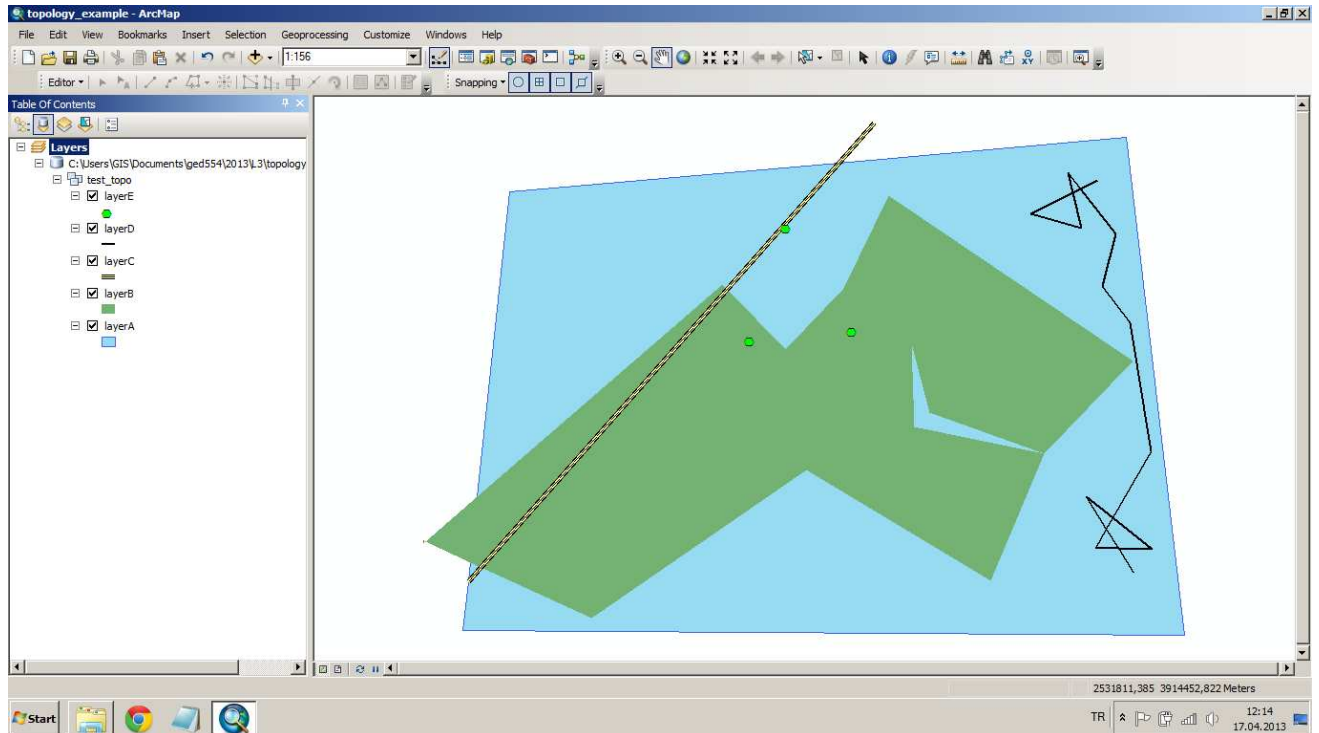 topology_example - ArcMap
File Edit View Bookmarks Insert Selection Geoprocessing Customize Windows Help
1:156
Editor Snapping
Table Of Contents
Layers
C:\Users\GIS\Documents\ged554\2013\L3\topology
test_topo
layerE
layerD
layerC
layerB
layerA
2531811,385 3914452,822 Meters
Start TR 12:14
17.04.2013